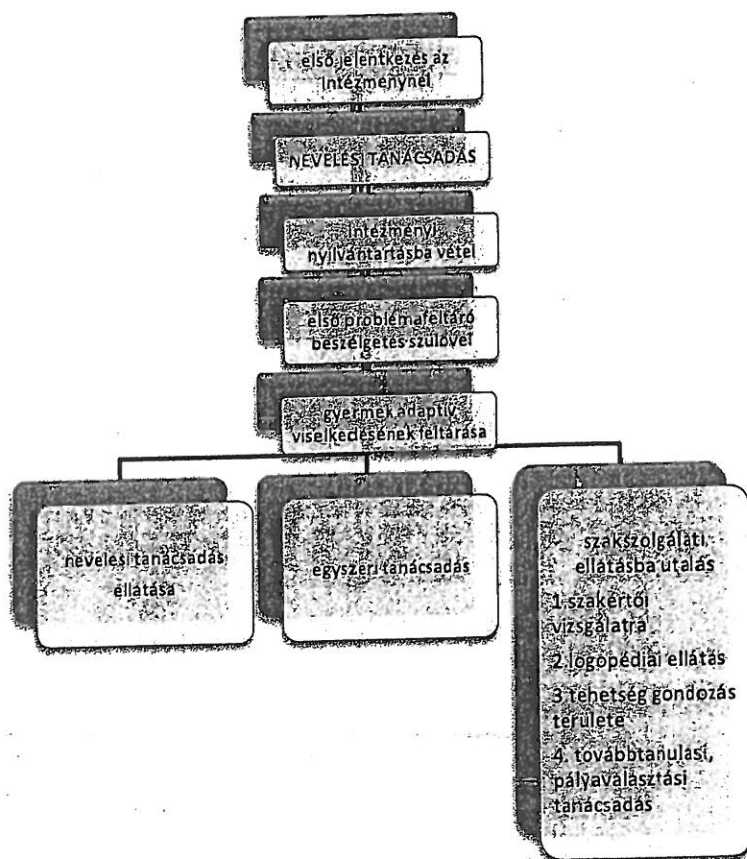 első jelentkezés az
intézménynél
NEVELÉSI TANÁCSADÁS
intézményi
nyilvántartásba vétel
első problémafeltáró
beszélgetés szülővel
gyermek adaptív
viselkedésének feltárása
nevelési tanácsadás
ellátása
egyszeri tanácsadás
szakszolgálati
ellátásba utalás
1 szakértői
vizsgálatra
2 logopédiai ellátás
3 tehetség gondozás
területe
4. továbbtanulási,
pályaválasztási
tanácsadás